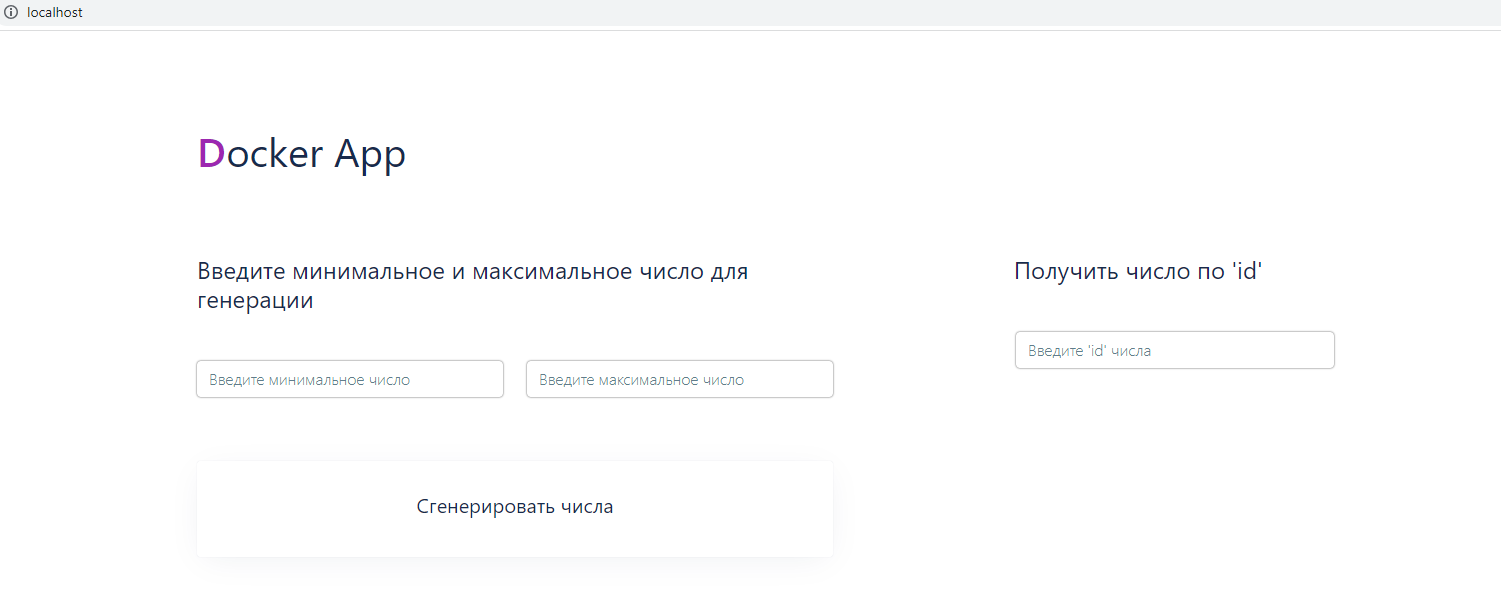 localhost
Docker App
Введите минимальное и максимальное число для
генерации
Введите минимальное число
Введите максимальное число
Сгенерировать числа
Получить число по 'id'
Введите 'id' числа